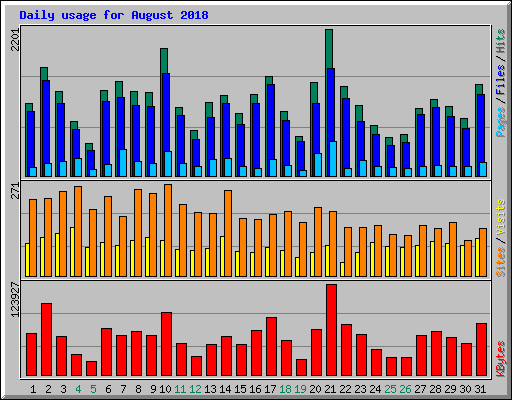 Daily usage for August 2018
2201
Pages / Files / Hits
271
Sites / Visits
123927
KBytes
1 2 3 4 5 6 7 8 9 10 11 12 13 14 15 16 17 18 19 20 21 22 23 24 25 26 27 28 29 30 31